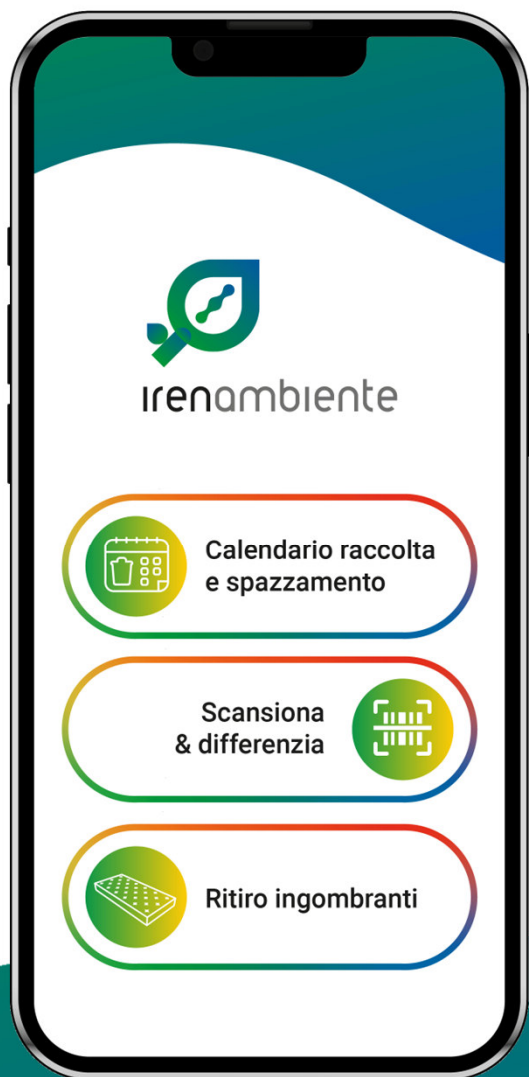 irenambiente
Calendario raccolta
e spazzamento
Scansiona
& differenzia
Ritiro ingombranti